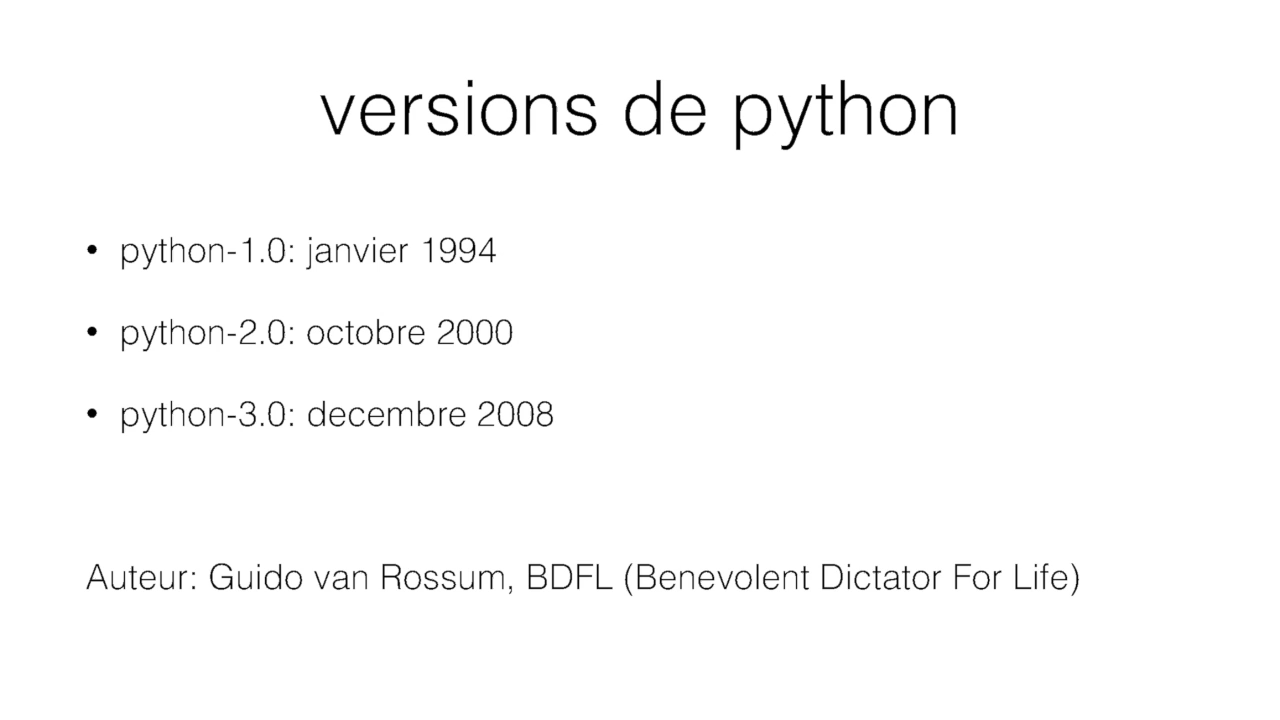 versions de python
• python-1.0: janvier 1994
• python-2.0: octobre 2000
• python-3.0: decembre 2008
Auteur: Guido van Rossum, BDFL (Benevolent Dictator For Life)